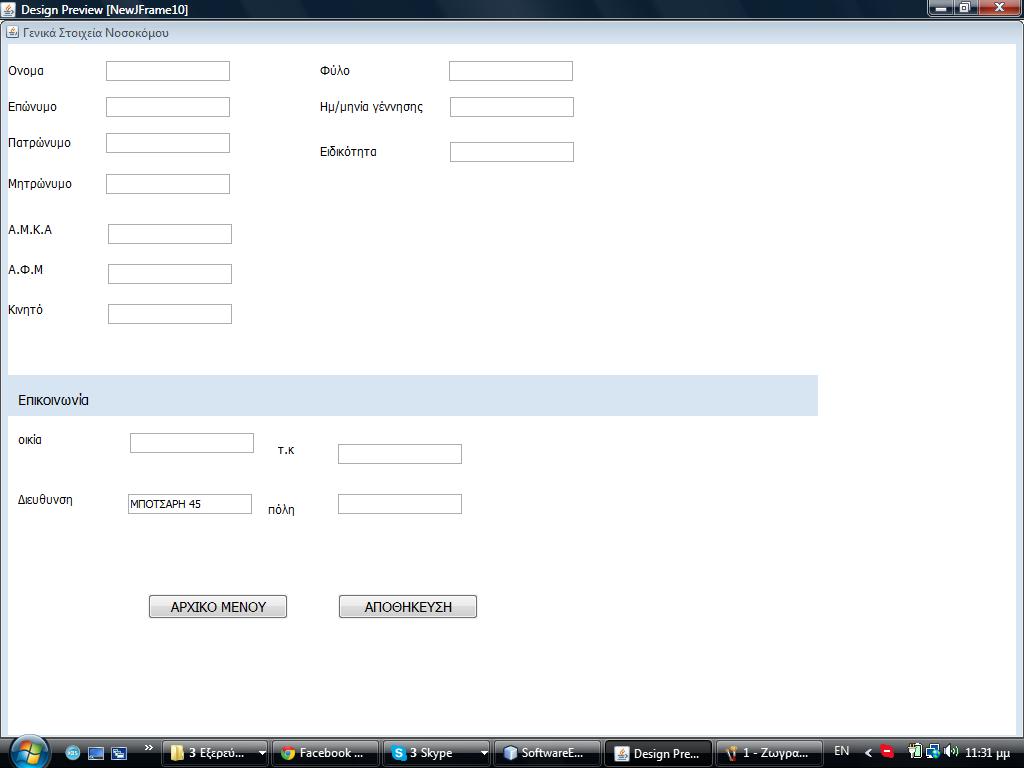 Design Preview [NewJFrame10]
Γενικά Στοιχεία Νοσοκόμου
Ονομα Φύλο
Επώνυμο Ημ/μηνία γέννησης
Πατρώνυμο Ειδικότητα
Μητρώνυμο
Α.Μ.Κ.Α
Α.Φ.Μ
Κινητό
Επικοινωνία
οικία τ.κ
Διευθυνση ΜΠΟΤΣΑΡΗ 45 πόλη
ΑΡΧΙΚΟ ΜΕΝΟΥ ΑΠΟΘΗΚΕΥΣΗ
» 3 Εξερεύ... Facebook ... 3 Skype SoftwareE... Design Pre... 1 - Ζωγρα... EN < 11:31 μμ